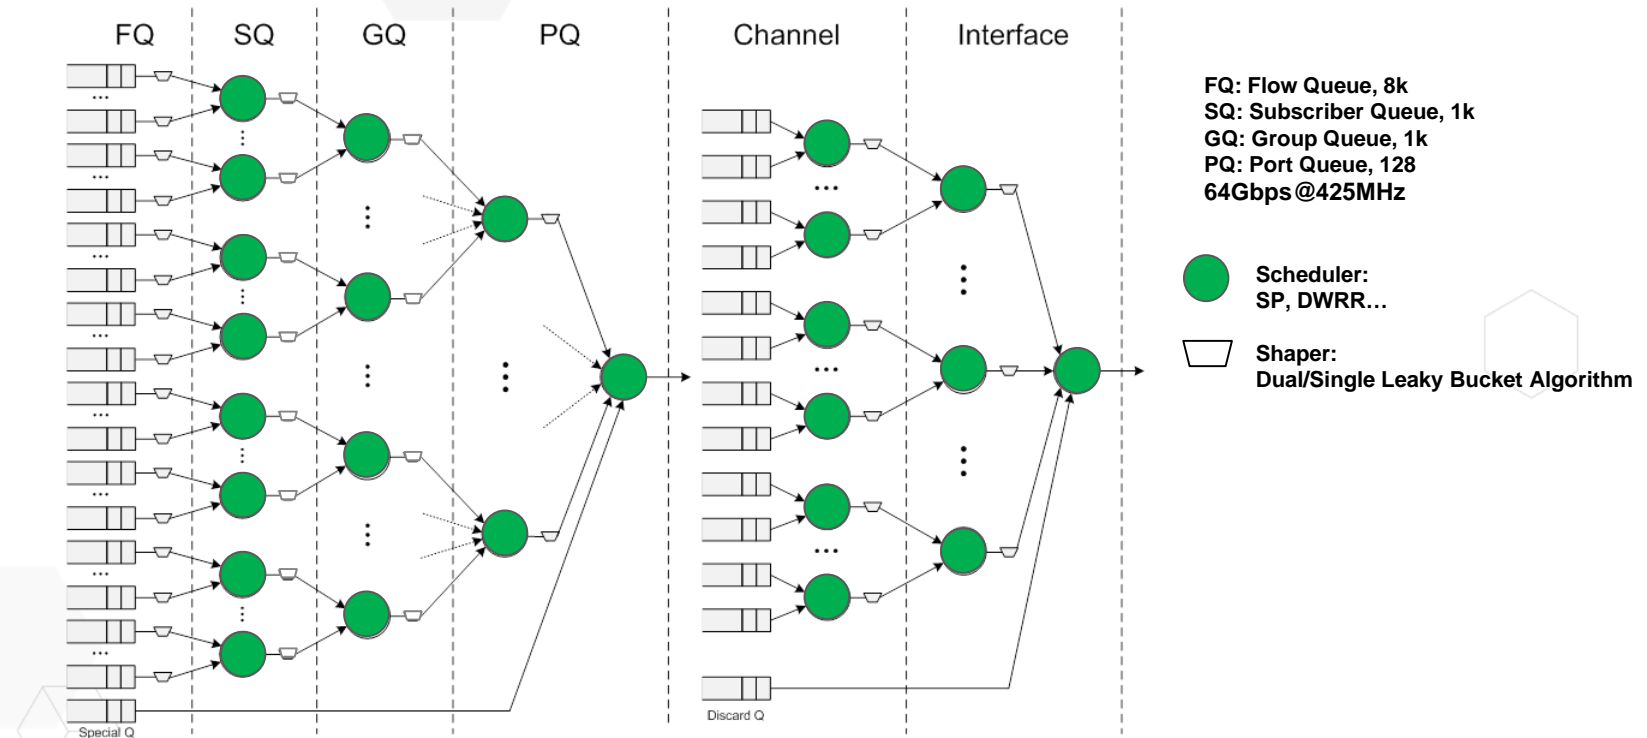 FQ
SQ
GQ
PQ
Channel
Interface
FQ: Flow Queue, 8k
SQ: Subscriber Queue, 1k
GQ: Group Queue, 1k
PQ: Port Queue, 128
64Gbps@425MHz
Scheduler:
SP, DWRR...
Shaper:
Dual/Single Leaky Bucket Algorithm
Special Q
Discard Q